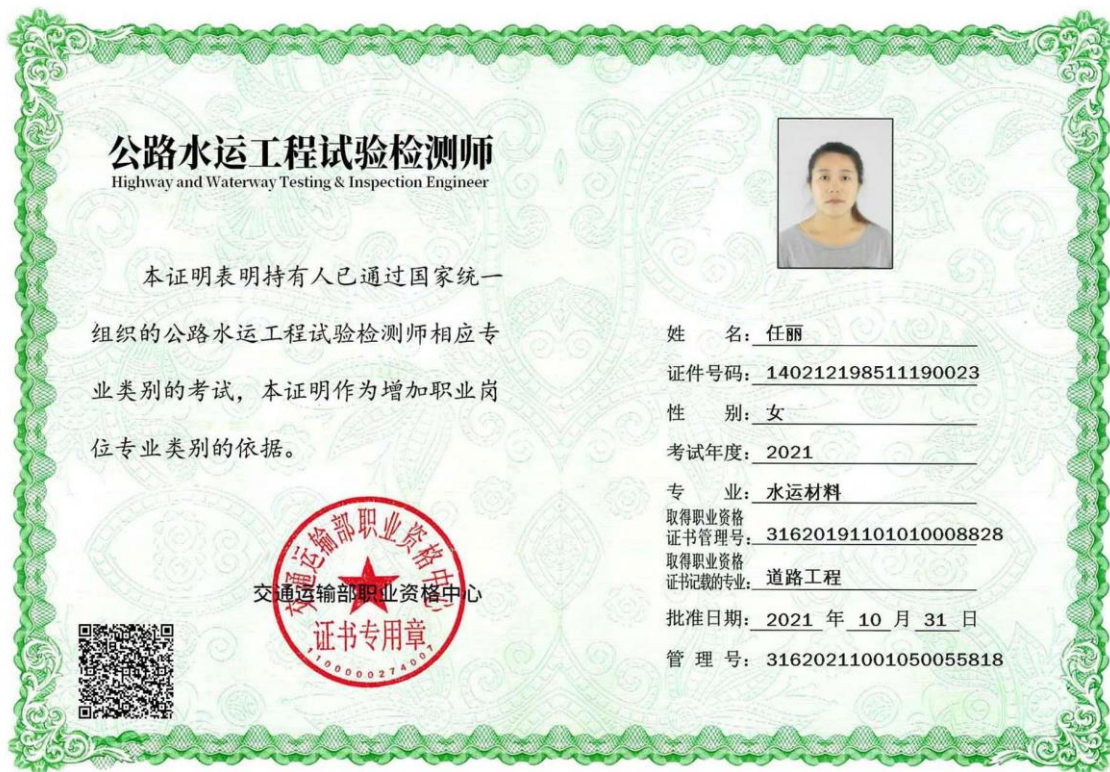 公路水运工程试验检测师
Highway and Waterway Testing & Inspection Engineer
本证明表明持有人已通过国家统一
组织的公路水运工程试验检测师相应专
业类别的考试，本证明作为增加职业岗
位专业类别的依据。
交通运输部职业资格中心
交通运输部职业资格中心
证书专用章
1100000274007
姓 名：任丽
证件号码：140212198511190023
性 别：女
考试年度：2021
专 业：水运材料
取得职业资格
证书管理号：31620191101010008828
取得职业资格
证书记载的专业：道路工程
批准日期：2021 年 10 月 31 日
管 理 号：31620211001050055818